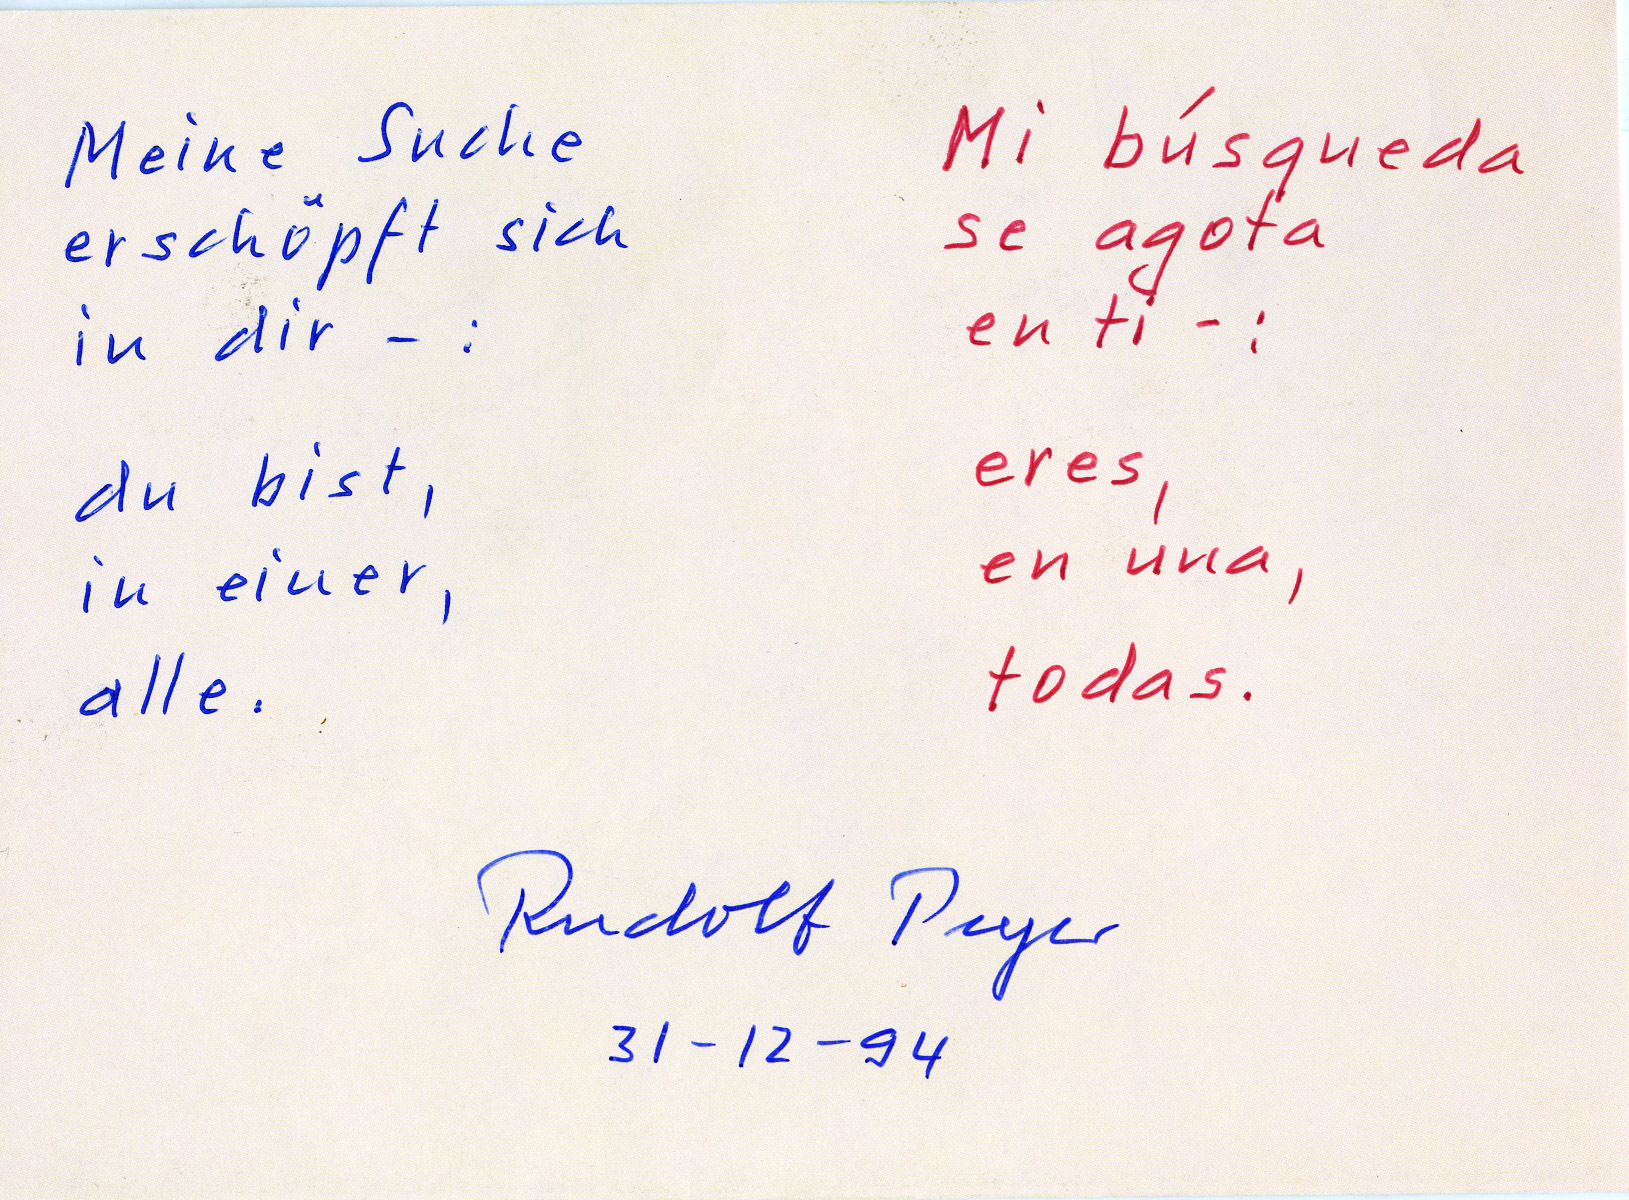 Meine Suche
erschöpft sich
in dir - :
du bist,
in einer,
alle.
Mi búsqueda
se agota
en ti - :
eres,
en una,
todas.
Rudolf Peyer
31-12-94